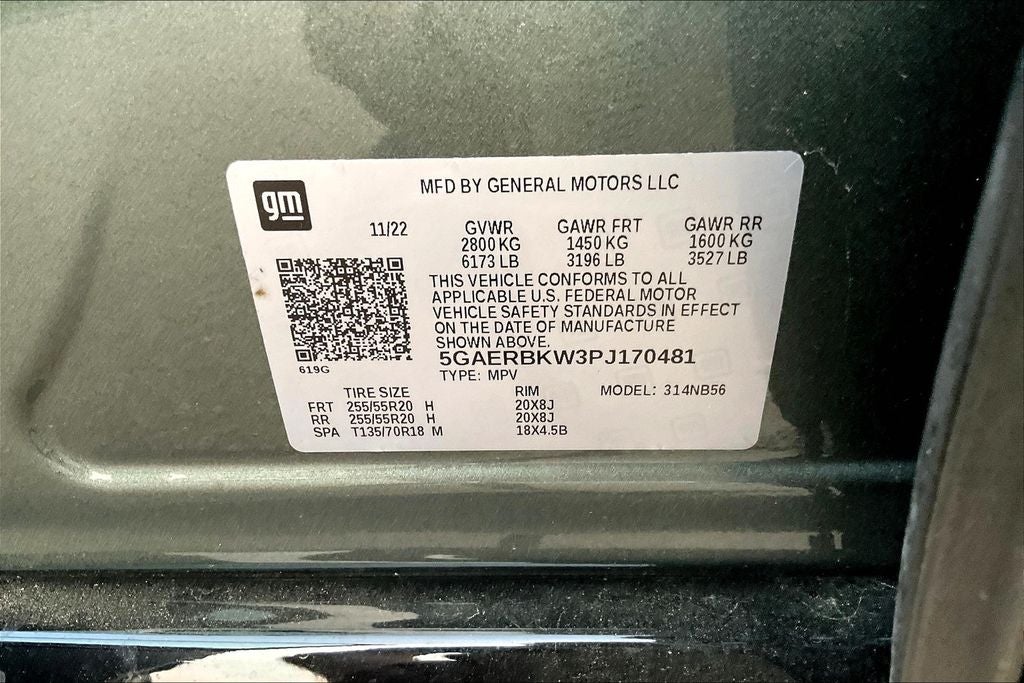 gm
MFD BY GENERAL MOTORS LLC
11/22 GVWR GAWR FRT GAWR RR
2800 KG 1450 KG 1600 KG
6173 LB 3196 LB 3527 LB
THIS VEHICLE CONFORMS TO ALL
APPLICABLE U.S. FEDERAL MOTOR
VEHICLE SAFETY STANDARDS IN EFFECT
ON THE DATE OF MANUFACTURE
SHOWN ABOVE.
5GAERBKW3PJ170481
619G
TYPE: MPV
TIRE SIZE RIM MODEL: 314NB56
FRT 255/55R20 H 20X8J
RR 255/55R20 H 20X8J
SPA T135/70R18 M 18X4.5B